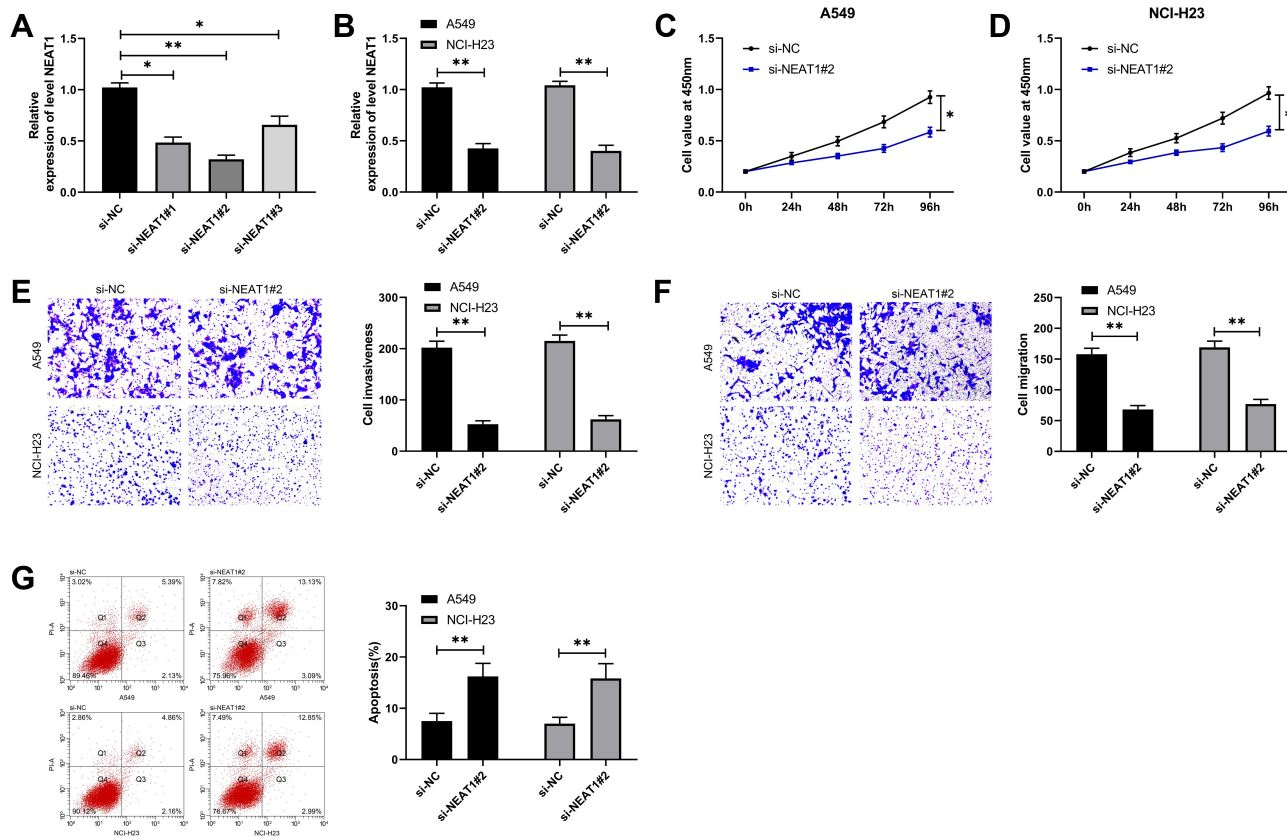 A
Relative
expression of level NEAT1
1.5
1.0
0.5
0.0
*
**
*
si-NC
si-NEAT1#1
si-NEAT1#2
si-NEAT1#3
B
Relative
expression of level NEAT1
A549
NCI-H23
1.5
1.0
0.5
0.0
**
**
si-NC
si-NEAT1#2
si-NC
si-NEAT1#2
C
A549
Cell value at 450nm
si-NC
si-NEAT1#2
1.5
1.0
0.5
0.0
*
0h
24h
48h
72h
96h
D
NCI-H23
Cell value at 450nm
si-NC
si-NEAT1#2
1.5
1.0
0.5
0.0
0h
24h
48h
72h
96h
E
si-NC
si-NEAT1#2
A549
NCI-H23
Cell invasiveness
A549
NCI-H23
300
200
100
0
**
**
si-NC
si-NEAT1#2
si-NC
si-NEAT1#2
F
si-NC
si-NEAT1#2
A549
NCI-H23
Cell migration
A549
NCI-H23
250
200
150
100
50
0
**
**
si-NC
si-NEAT1#2
si-NC
si-NEAT1#2
G
si-NC
3.02%
5.39%
Q1
Q2
Q4
Q3
89.46%
2.13%
PI-A
A549
si-NEAT1#2
7.82%
13.13%
Q1
Q2
Q4
Q3
75.96%
3.09%
PI-A
A549
si-NC
2.86%
4.86%
Q1
Q2
Q4
Q3
90.12%
2.16%
PI-A
NCI-H23
si-NEAT1#2
7.49%
12.85%
Q1
Q2
Q4
Q3
76.67%
2.99%
PI-A
NCI-H23
Apoptosis(%)
A549
NCI-H23
30
20
10
0
**
**
si-NC
si-NEAT1#2
si-NC
si-NEAT1#2